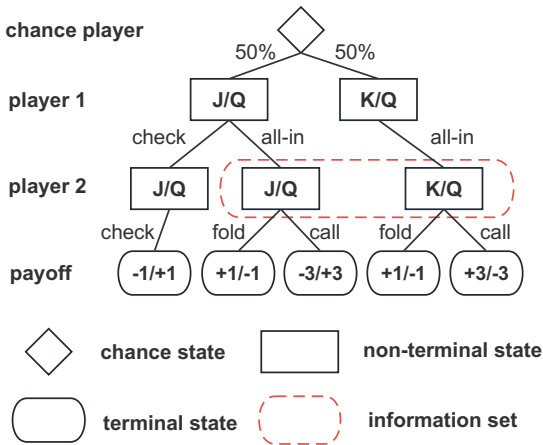 chance player
50% 50%
player 1
J/Q K/Q
check all-in all-in
player 2
J/Q J/Q K/Q
check fold call fold call
payoff
-1/+1 +1/-1 -3/+3 +1/-1 +3/-3
chance state non-terminal state
terminal state information set